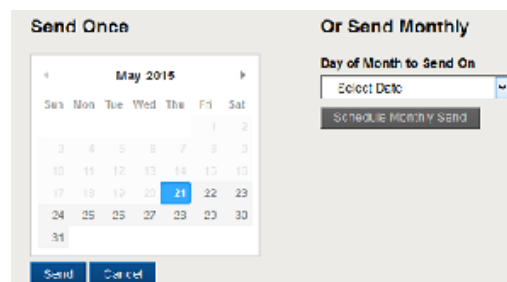 Send Once
May 2015
Sun Mon Tue Wed Thu Fri Sat
1 2
3 4 5 6 7 8 9
10 11 12 13 14 15 16
17 18 19 20 21 22 23
24 25 26 27 28 29 30
31
Send Cancel
Or Send Monthly
Day of Month to Send On
Select Date
Schedule Monthly Send